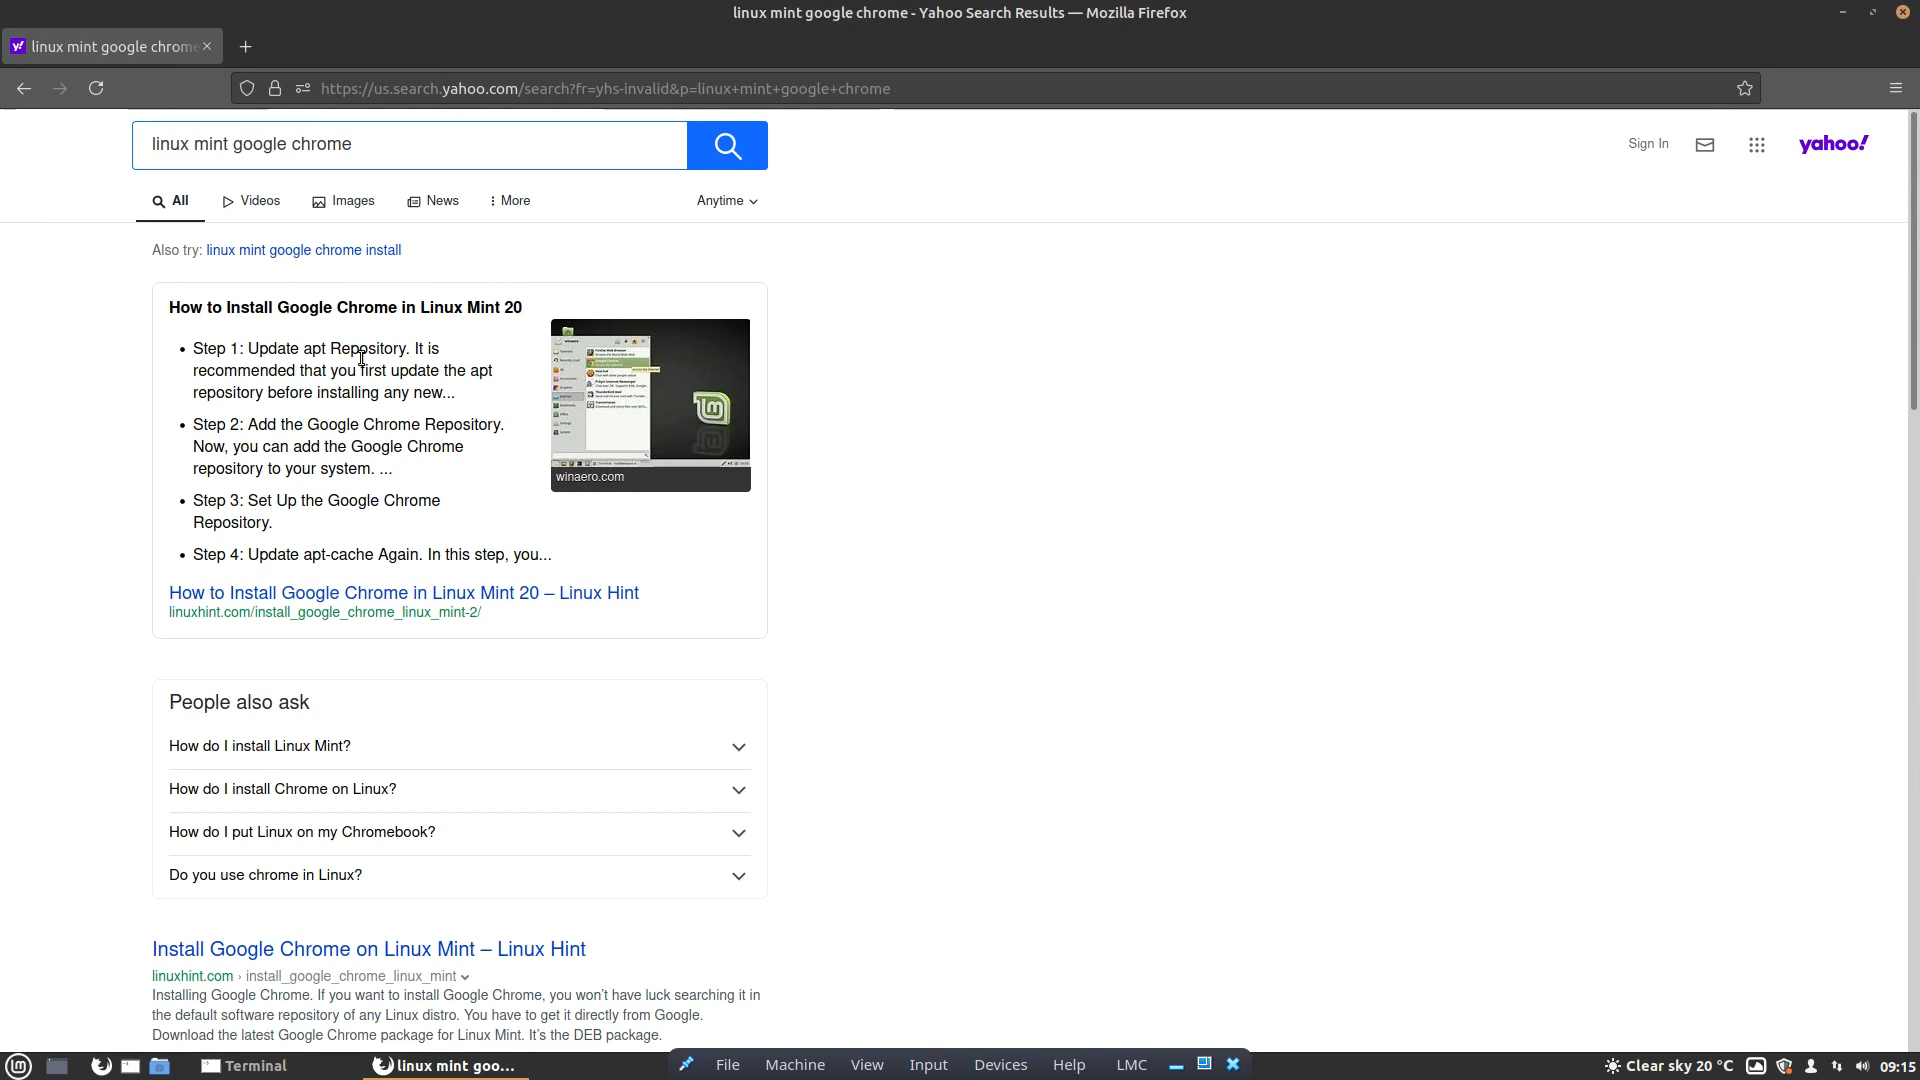 linux mint google chrome - Yahoo Search Results — Mozilla Firefox
linux mint google chrome
https://us.search.yahoo.com/search?fr=yhs-invalid&p=linux+mint+google+chrome
linux mint google chrome
Sign In
yahoo!
All
Videos
Images
News
More
Anytime
Also try: linux mint google chrome install
How to Install Google Chrome in Linux Mint 20
• Step 1: Update apt Repository. It is
recommended that you first update the apt
repository before installing any new...
• Step 2: Add the Google Chrome Repository.
Now, you can add the Google Chrome
repository to your system. ...
• Step 3: Set Up the Google Chrome
Repository.
• Step 4: Update apt-cache Again. In this step, you...
winaero.com
How to Install Google Chrome in Linux Mint 20 – Linux Hint
linuxhint.com/install_google_chrome_linux_mint-2/
People also ask
How do I install Linux Mint?
How do I install Chrome on Linux?
How do I put Linux on my Chromebook?
Do you use chrome in Linux?
Install Google Chrome on Linux Mint – Linux Hint
linuxhint.com › install_google_chrome_linux_mint
Installing Google Chrome. If you want to install Google Chrome, you won't have luck searching it in
the default software repository of any Linux distro. You have to get it directly from Google.
Download the latest Google Chrome package for Linux Mint. It's the DEB package.
Terminal
linux mint goo...
File
Machine
View
Input
Devices
Help
LMC
Clear sky 20 °C
09:15